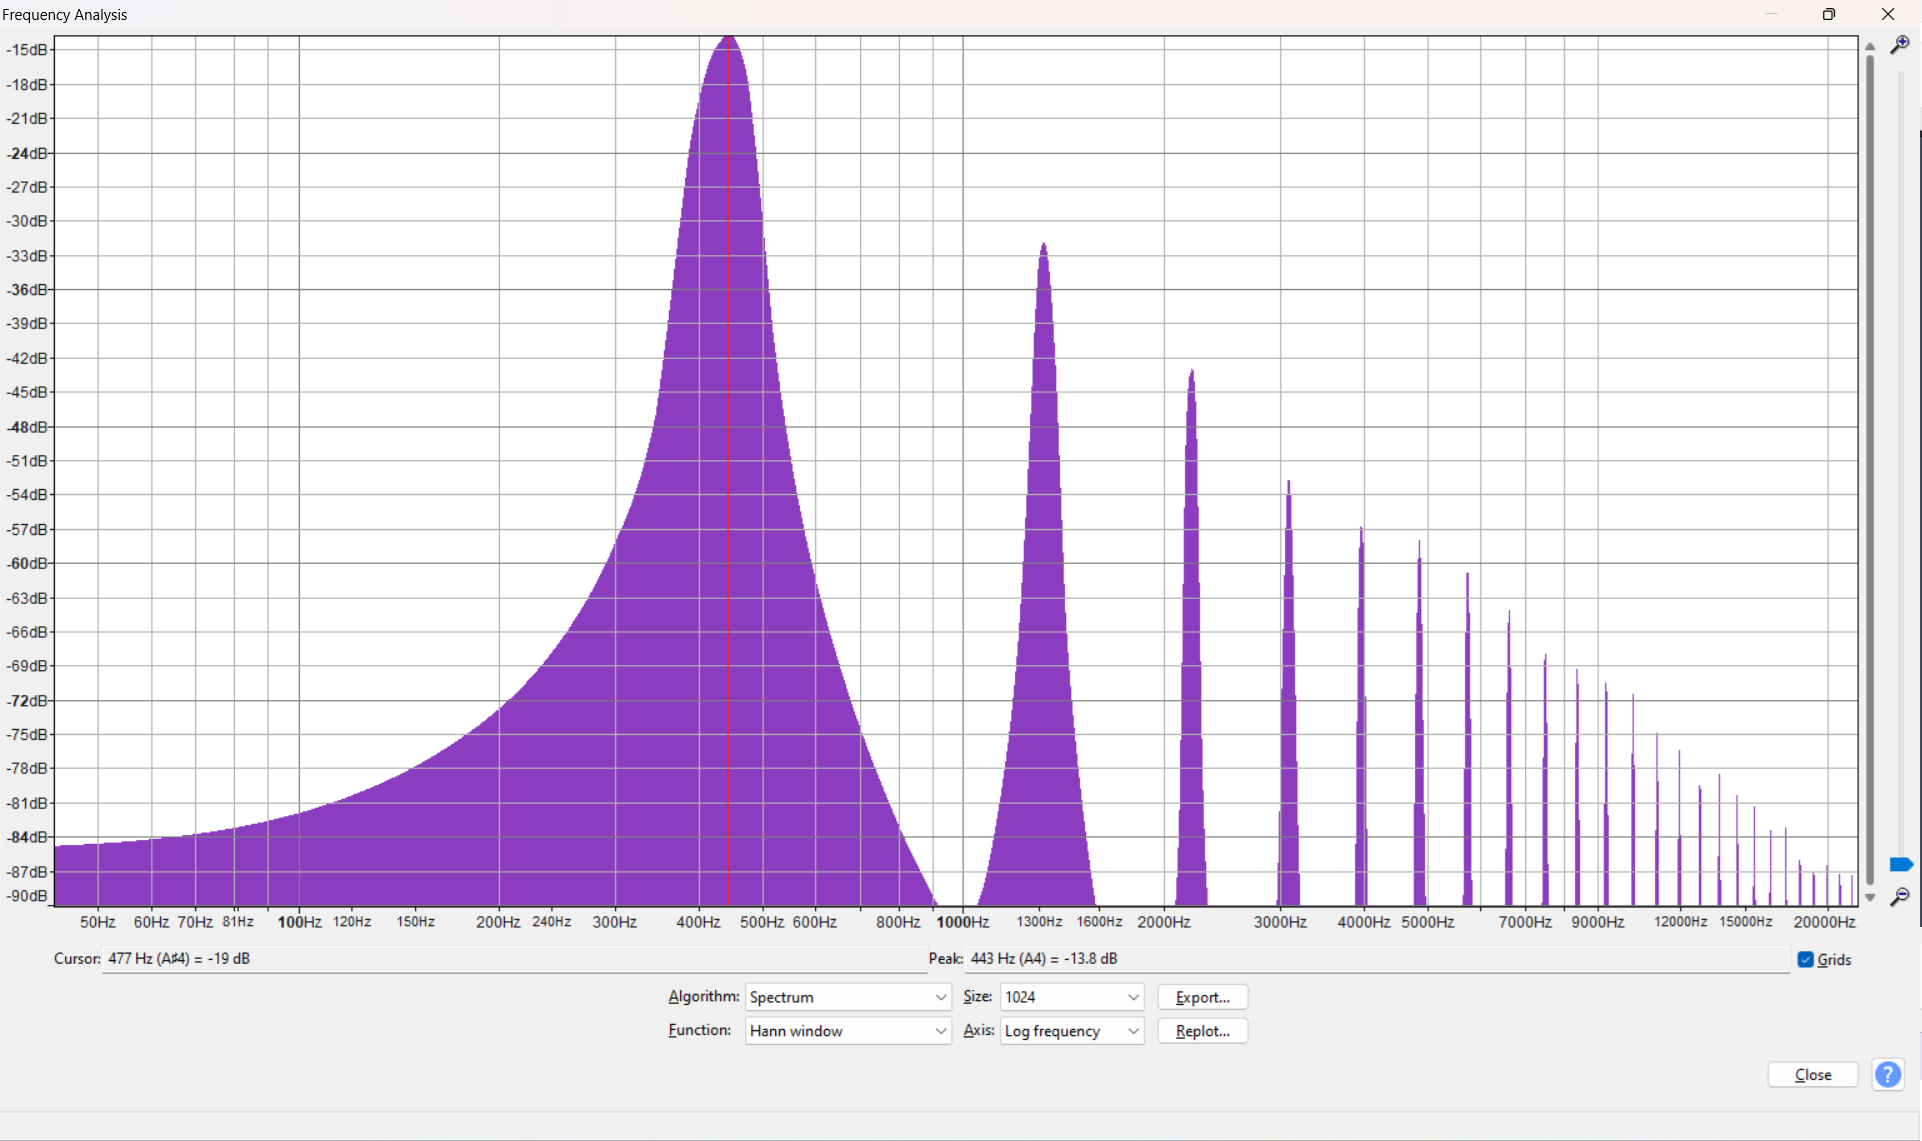 Frequency Analysis
-15dB
-18dB
-21dB
-24dB
-27dB
-30dB
-33dB
-36dB
-39dB
-42dB
-45dB
-48dB
-51dB
-54dB
-57dB
-60dB
-63dB
-66dB
-69dB
-72dB
-75dB
-78dB
-81dB
-84dB
-87dB
-90dB
50Hz 60Hz 70Hz 81Hz 100Hz 120Hz 150Hz 200Hz 240Hz 300Hz 400Hz 500Hz 600Hz 800Hz 1000Hz 1300Hz 1600Hz 2000Hz 3000Hz 4000Hz 5000Hz 7000Hz 9000Hz 12000Hz 15000Hz 20000Hz
Cursor: 477 Hz (A♯4) = -19 dB Peak: 443 Hz (A4) = -13.8 dB Grids
Algorithm: Spectrum Size: 1024 Export...
Function: Hann window Axis: Log frequency Replot...
Close ?